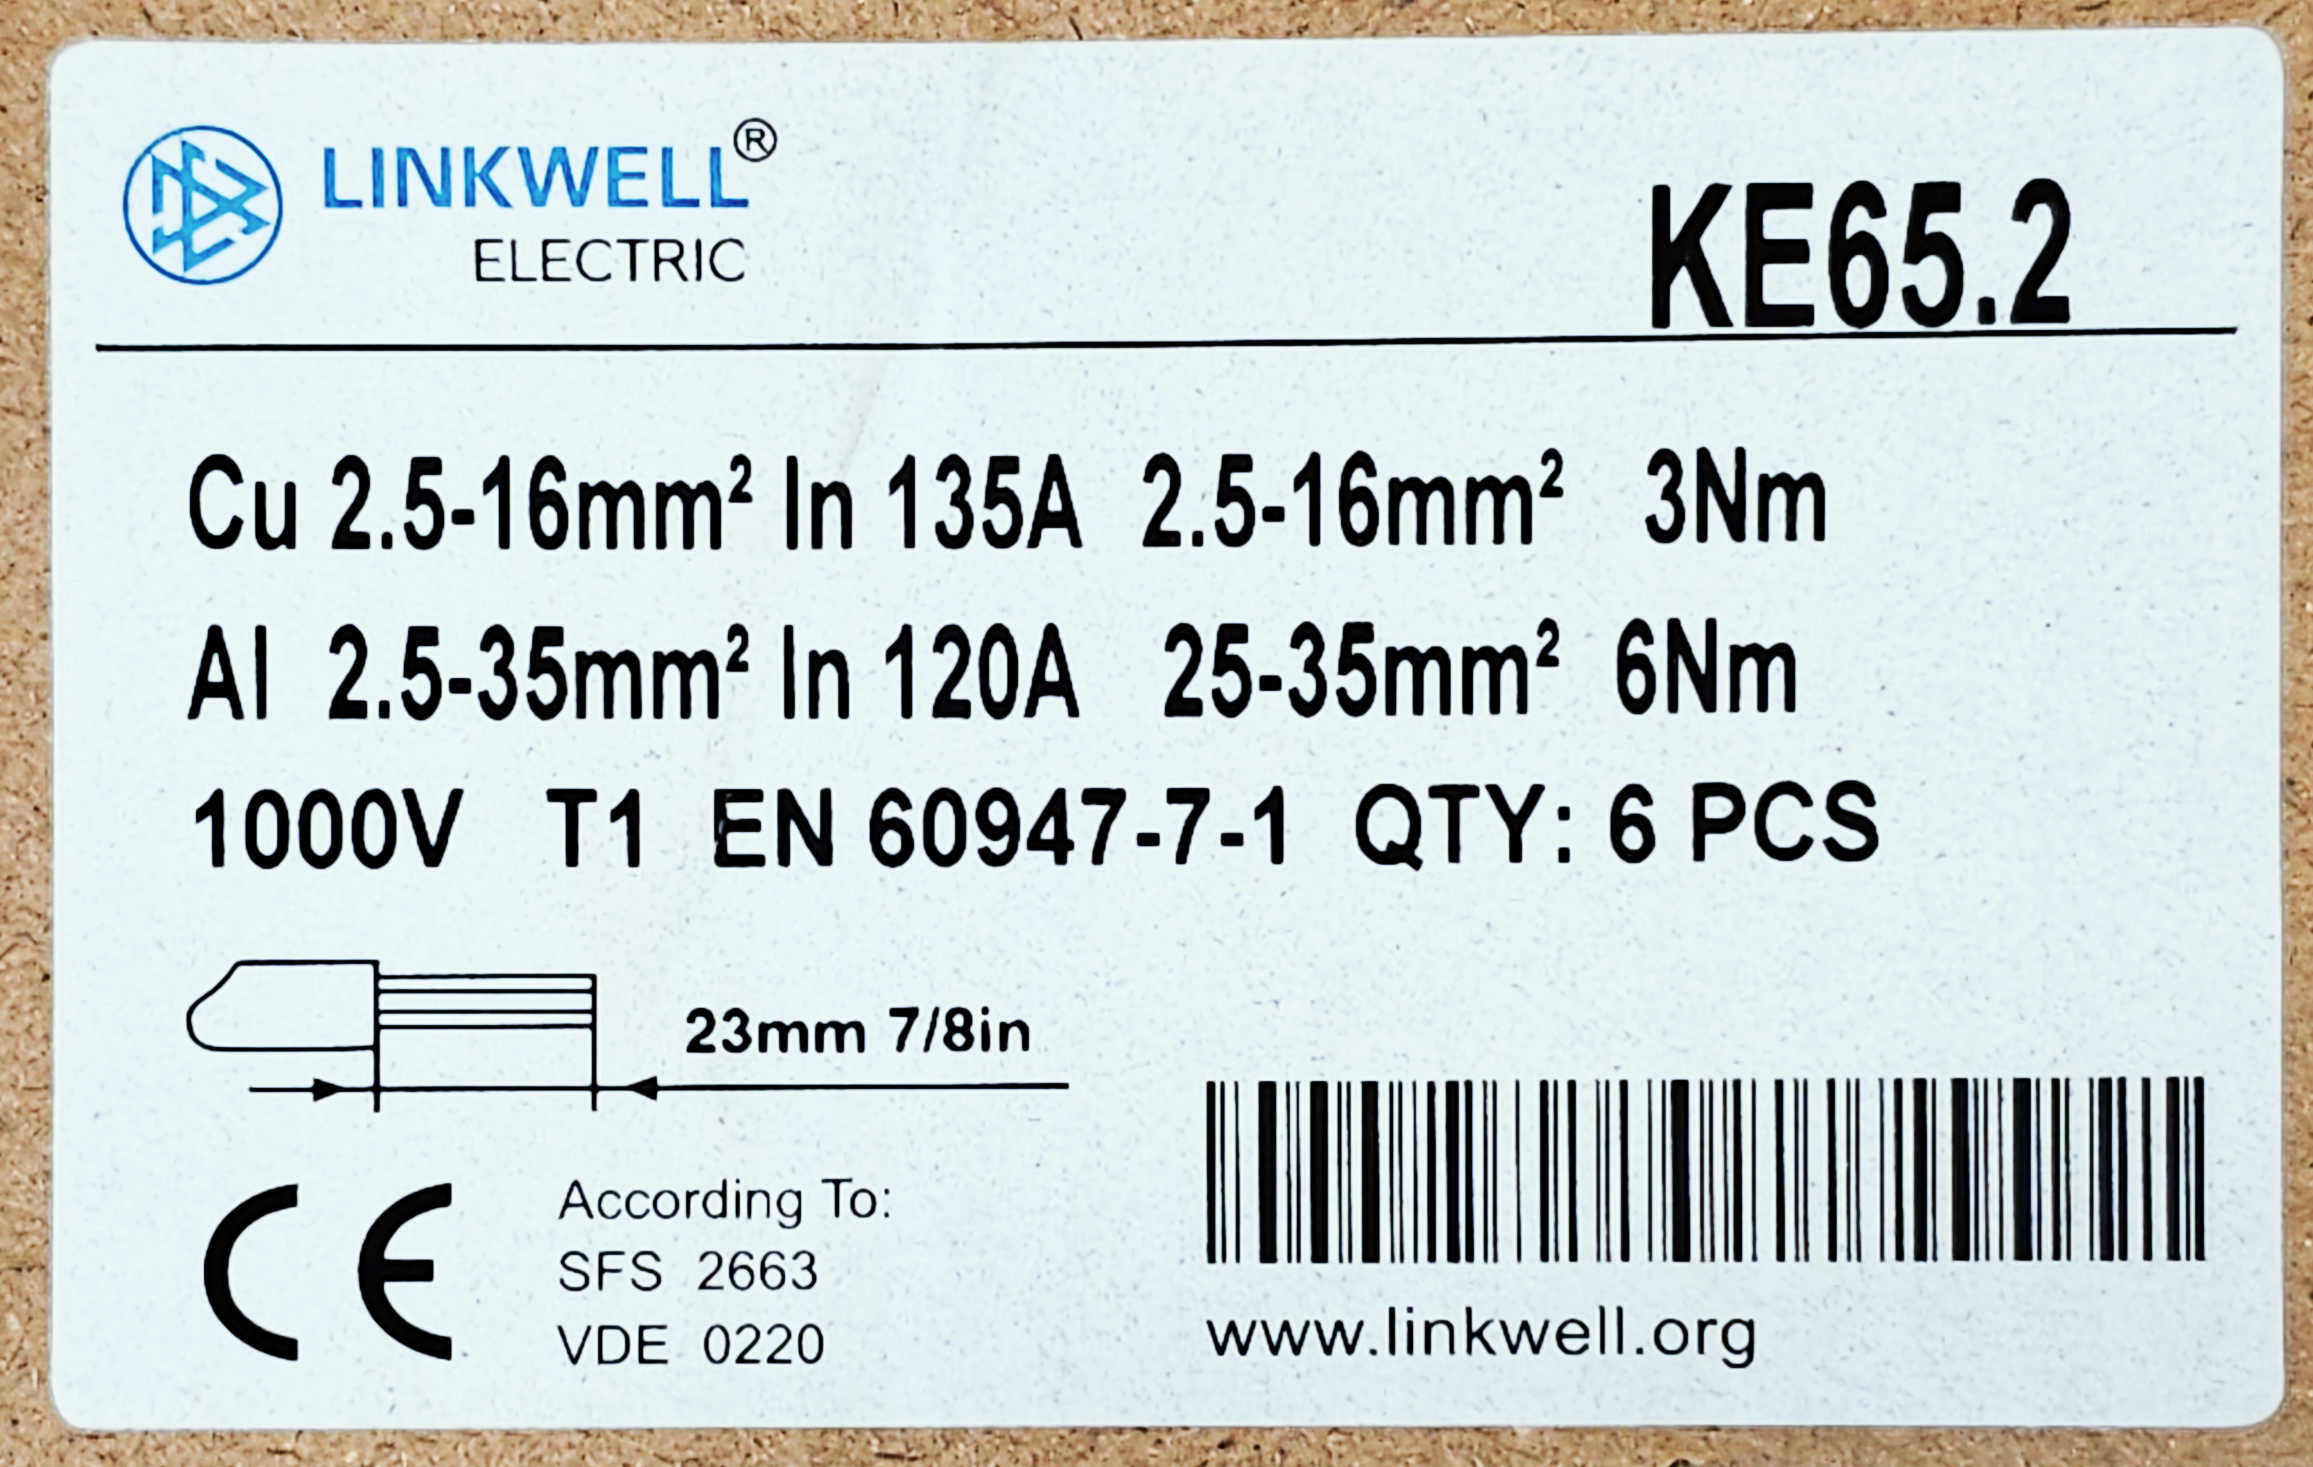 LINKWELL®
ELECTRIC
KE65.2
Cu 2.5-16mm² In 135A 2.5-16mm² 3Nm
Al 2.5-35mm² In 120A 25-35mm² 6Nm
1000V T1 EN 60947-7-1 QTY: 6 PCS
23mm 7/8in
CE
According To:
SFS 2663
VDE 0220
www.linkwell.org